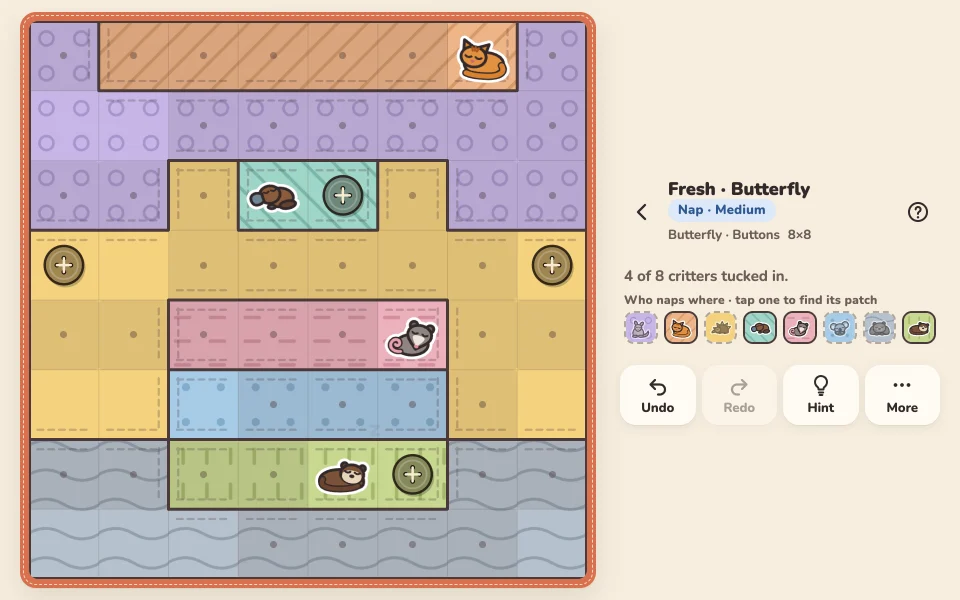 Fresh · Butterfly
Nap · Medium
Butterfly · Buttons 8×8
4 of 8 critters tucked in.
Who naps where · tap one to find its patch
Undo
Redo
Hint
More